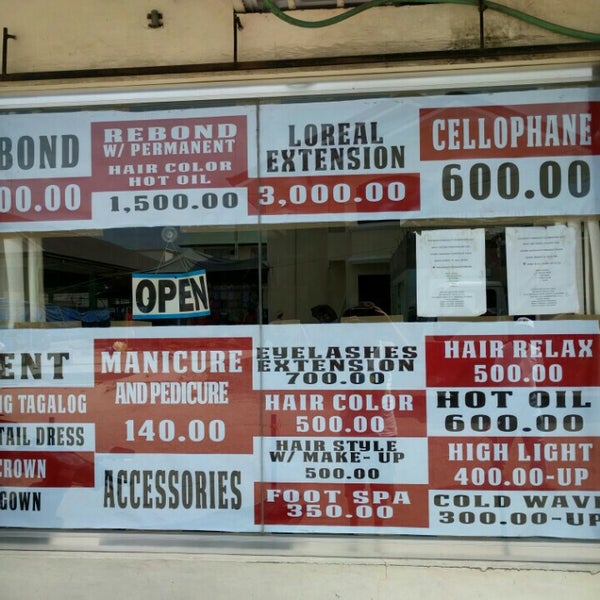 BOND
00.00
REBOND
W/ PERMANENT
HAIR COLOR
HOT OIL
1,500.00
LOREAL
EXTENSION
3,000.00
CELLOPHANE
600.00
OPEN
ENT
G TAGALOG
TAIL DRESS
CROWN
GOWN
MANICURE
AND PEDICURE
140.00
ACCESSORIES
EYELASHES
EXTENSION
700.00
HAIR COLOR
500.00
HAIR STYLE
W/ MAKE-UP
500.00
FOOT SPA
350.00
HAIR RELAX
500.00
HOT OIL
600.00
HIGH LIGHT
400.00-UP
COLD WAVE
300.00-UP